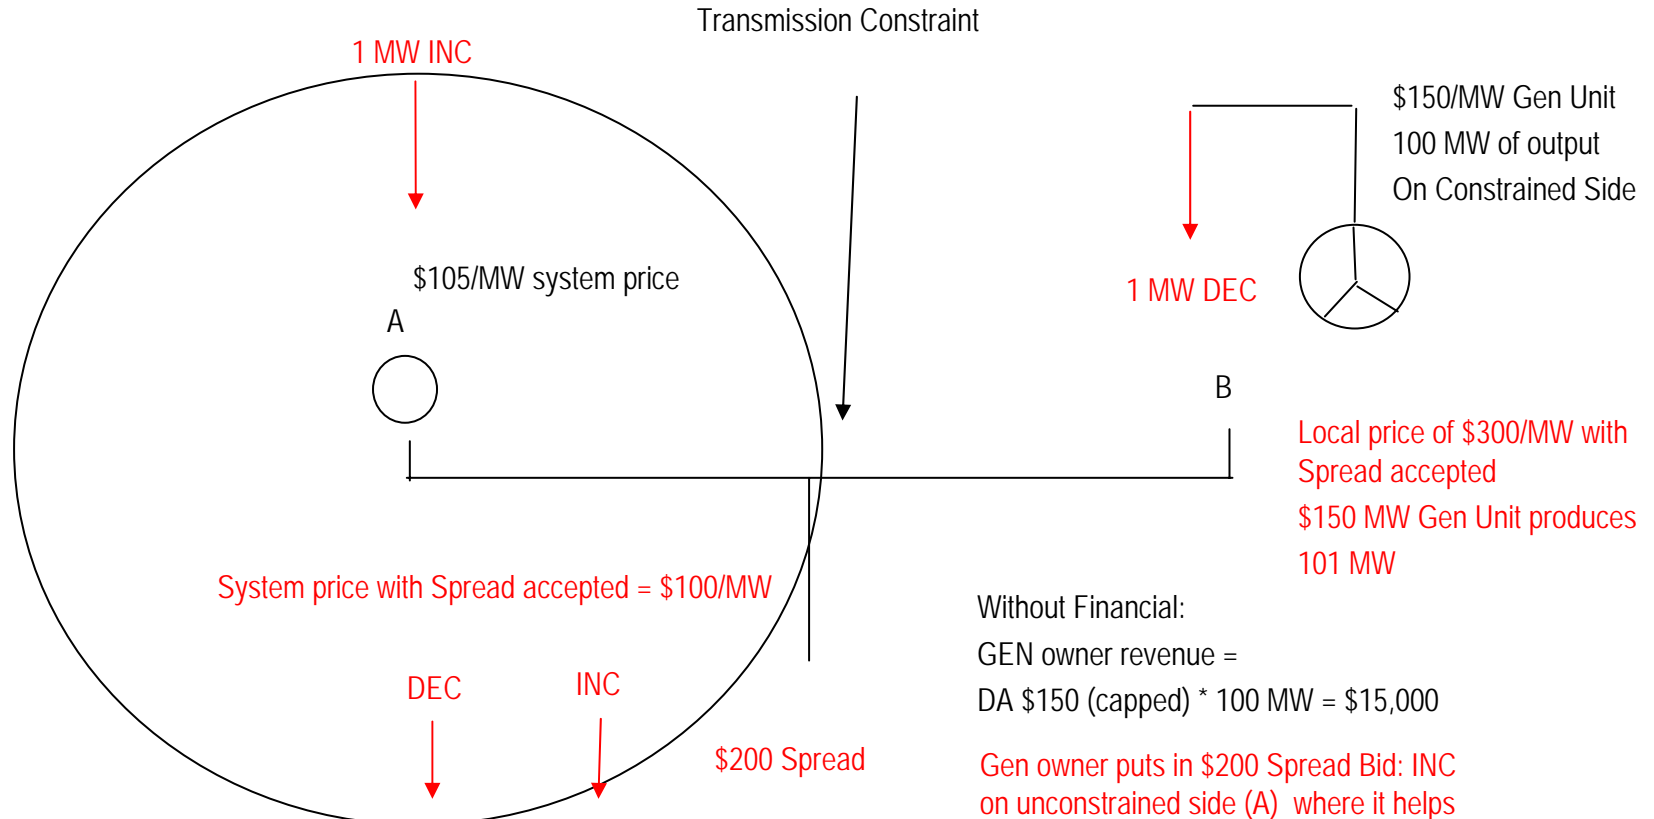 Transmission Constraint
1 MW INC
$150/MW Gen Unit
100 MW of output
On Constrained Side
$105/MW system price
1 MW DEC
A
B
Local price of $300/MW with
Spread accepted
$150 MW Gen Unit produces
101 MW
System price with Spread accepted = $100/MW
Without Financial:
GEN owner revenue =
DA $150 (capped) * 100 MW = $15,000
DEC
INC
$200 Spread
Gen owner puts in $200 Spread Bid: INC
on unconstrained side (A) where it helps